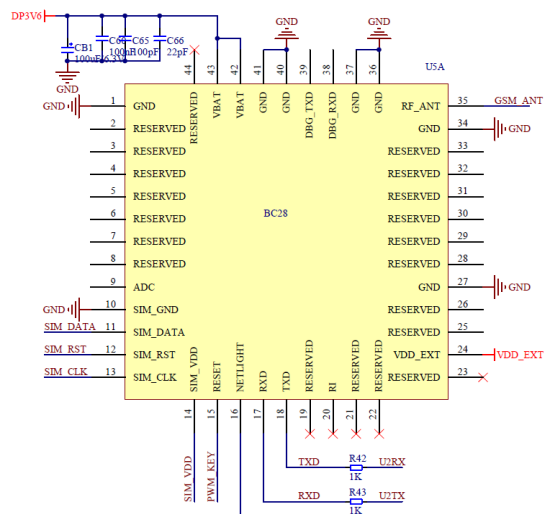 DP3V6
GND
GND
CB1
100uF/6.3V
C65
100pF
C66
22pF
GND
U5A
44
43
42
41
40
39
38
37
36
RESERVED
VBAT
VBAT
GND
GND
DBG_TXD
DBG_RXD
GND
GND
GND 1 GND
2 RESERVED
3 RESERVED
4 RESERVED
5 RESERVED
6 RESERVED
7 RESERVED
8 RESERVED
9 ADC
GND 10 SIM_GND
SIM_DATA 11 SIM_DATA
SIM_RST 12 SIM_RST
SIM_CLK 13 SIM_CLK
BC28
RF_ANT 35 GSM_ANT
GND 34 GND
RESERVED 33
RESERVED 32
RESERVED 31
RESERVED 30
RESERVED 29
RESERVED 28
GND 27 GND
RESERVED 26
RESERVED 25
VDD_EXT 24 VDD_EXT
RESERVED 23
SIM_VDD
RESET
NETLIGHT
RXD
TXD
RESERVED
RI
RESERVED
RESERVED
14
15
16
17
18
19
20
21
22
SIM_VDD
PWM_KEY
TXD R42 U2RX
1K
RXD R43 U2TX
1K